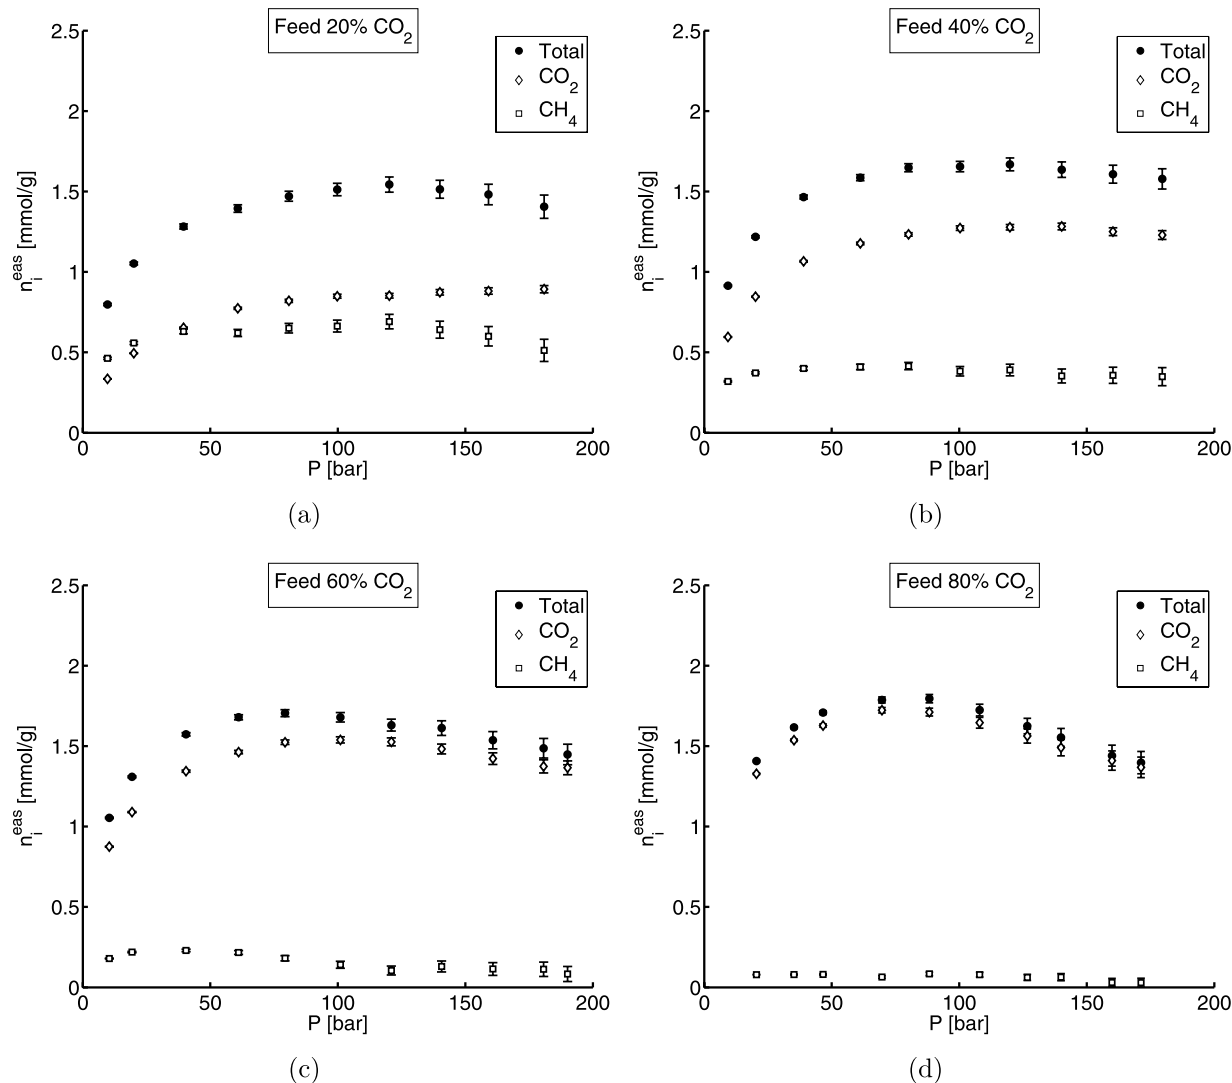 Feed 20% CO2
2.5
2
1.5
1
0.5
0
n_i^eas [mmol/g]
Total
CO2
CH4
0 50 100 150 200
P [bar]
(a)
Feed 40% CO2
2.5
2
1.5
1
0.5
0
n_i^eas [mmol/g]
Total
CO2
CH4
0 50 100 150 200
P [bar]
(b)
Feed 60% CO2
2.5
2
1.5
1
0.5
0
n_i^eas [mmol/g]
Total
CO2
CH4
0 50 100 150 200
P [bar]
(c)
Feed 80% CO2
2.5
2
1.5
1
0.5
0
n_i^eas [mmol/g]
Total
CO2
CH4
0 50 100 150 200
P [bar]
(d)